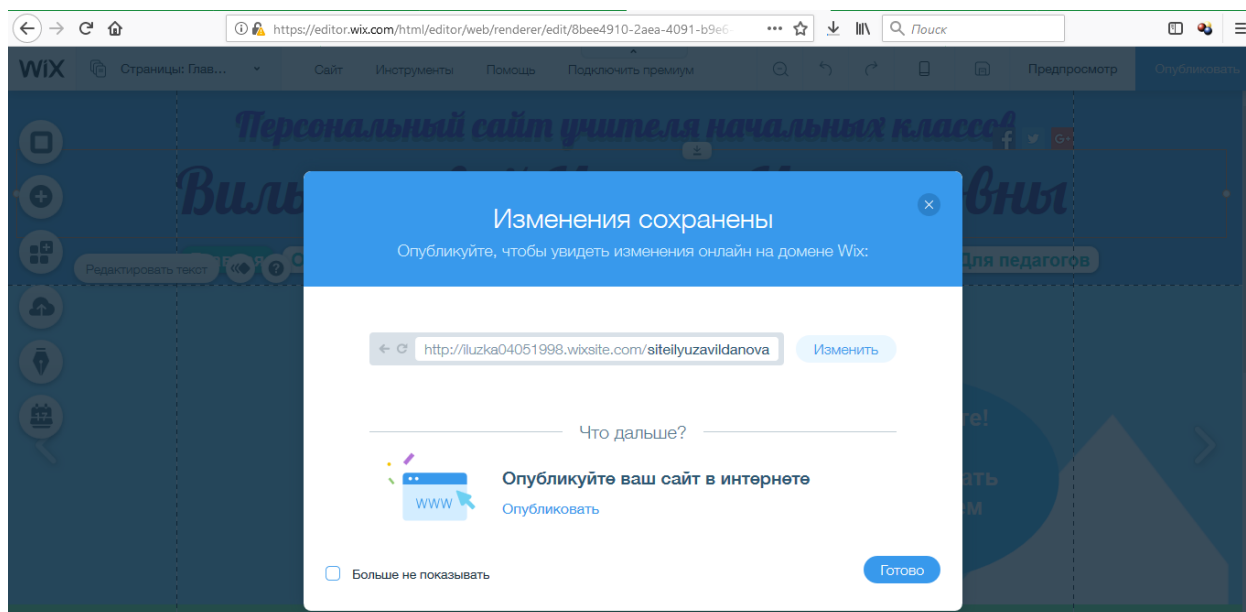 https://editor.wix.com/html/editor/web/renderer/edit/8bee4910-2aea-4091-b9e6-
Поиск
WiX Страницы: Глав... Сайт Инструменты Помощь Подключить премиум Предпросмотр Опубликовать
Персональный сайт учителя начальных классов
Виль вны
Редактировать текст
Для педагогов
Изменения сохранены
Опубликуйте, чтобы увидеть изменения онлайн на домене Wix:
http://iluzka04051998.wixsite.com/siteilyuzavildanova Изменить
Что дальше?
www
Опубликуйте ваш сайт в интернете
Опубликовать
Больше не показывать
Готово